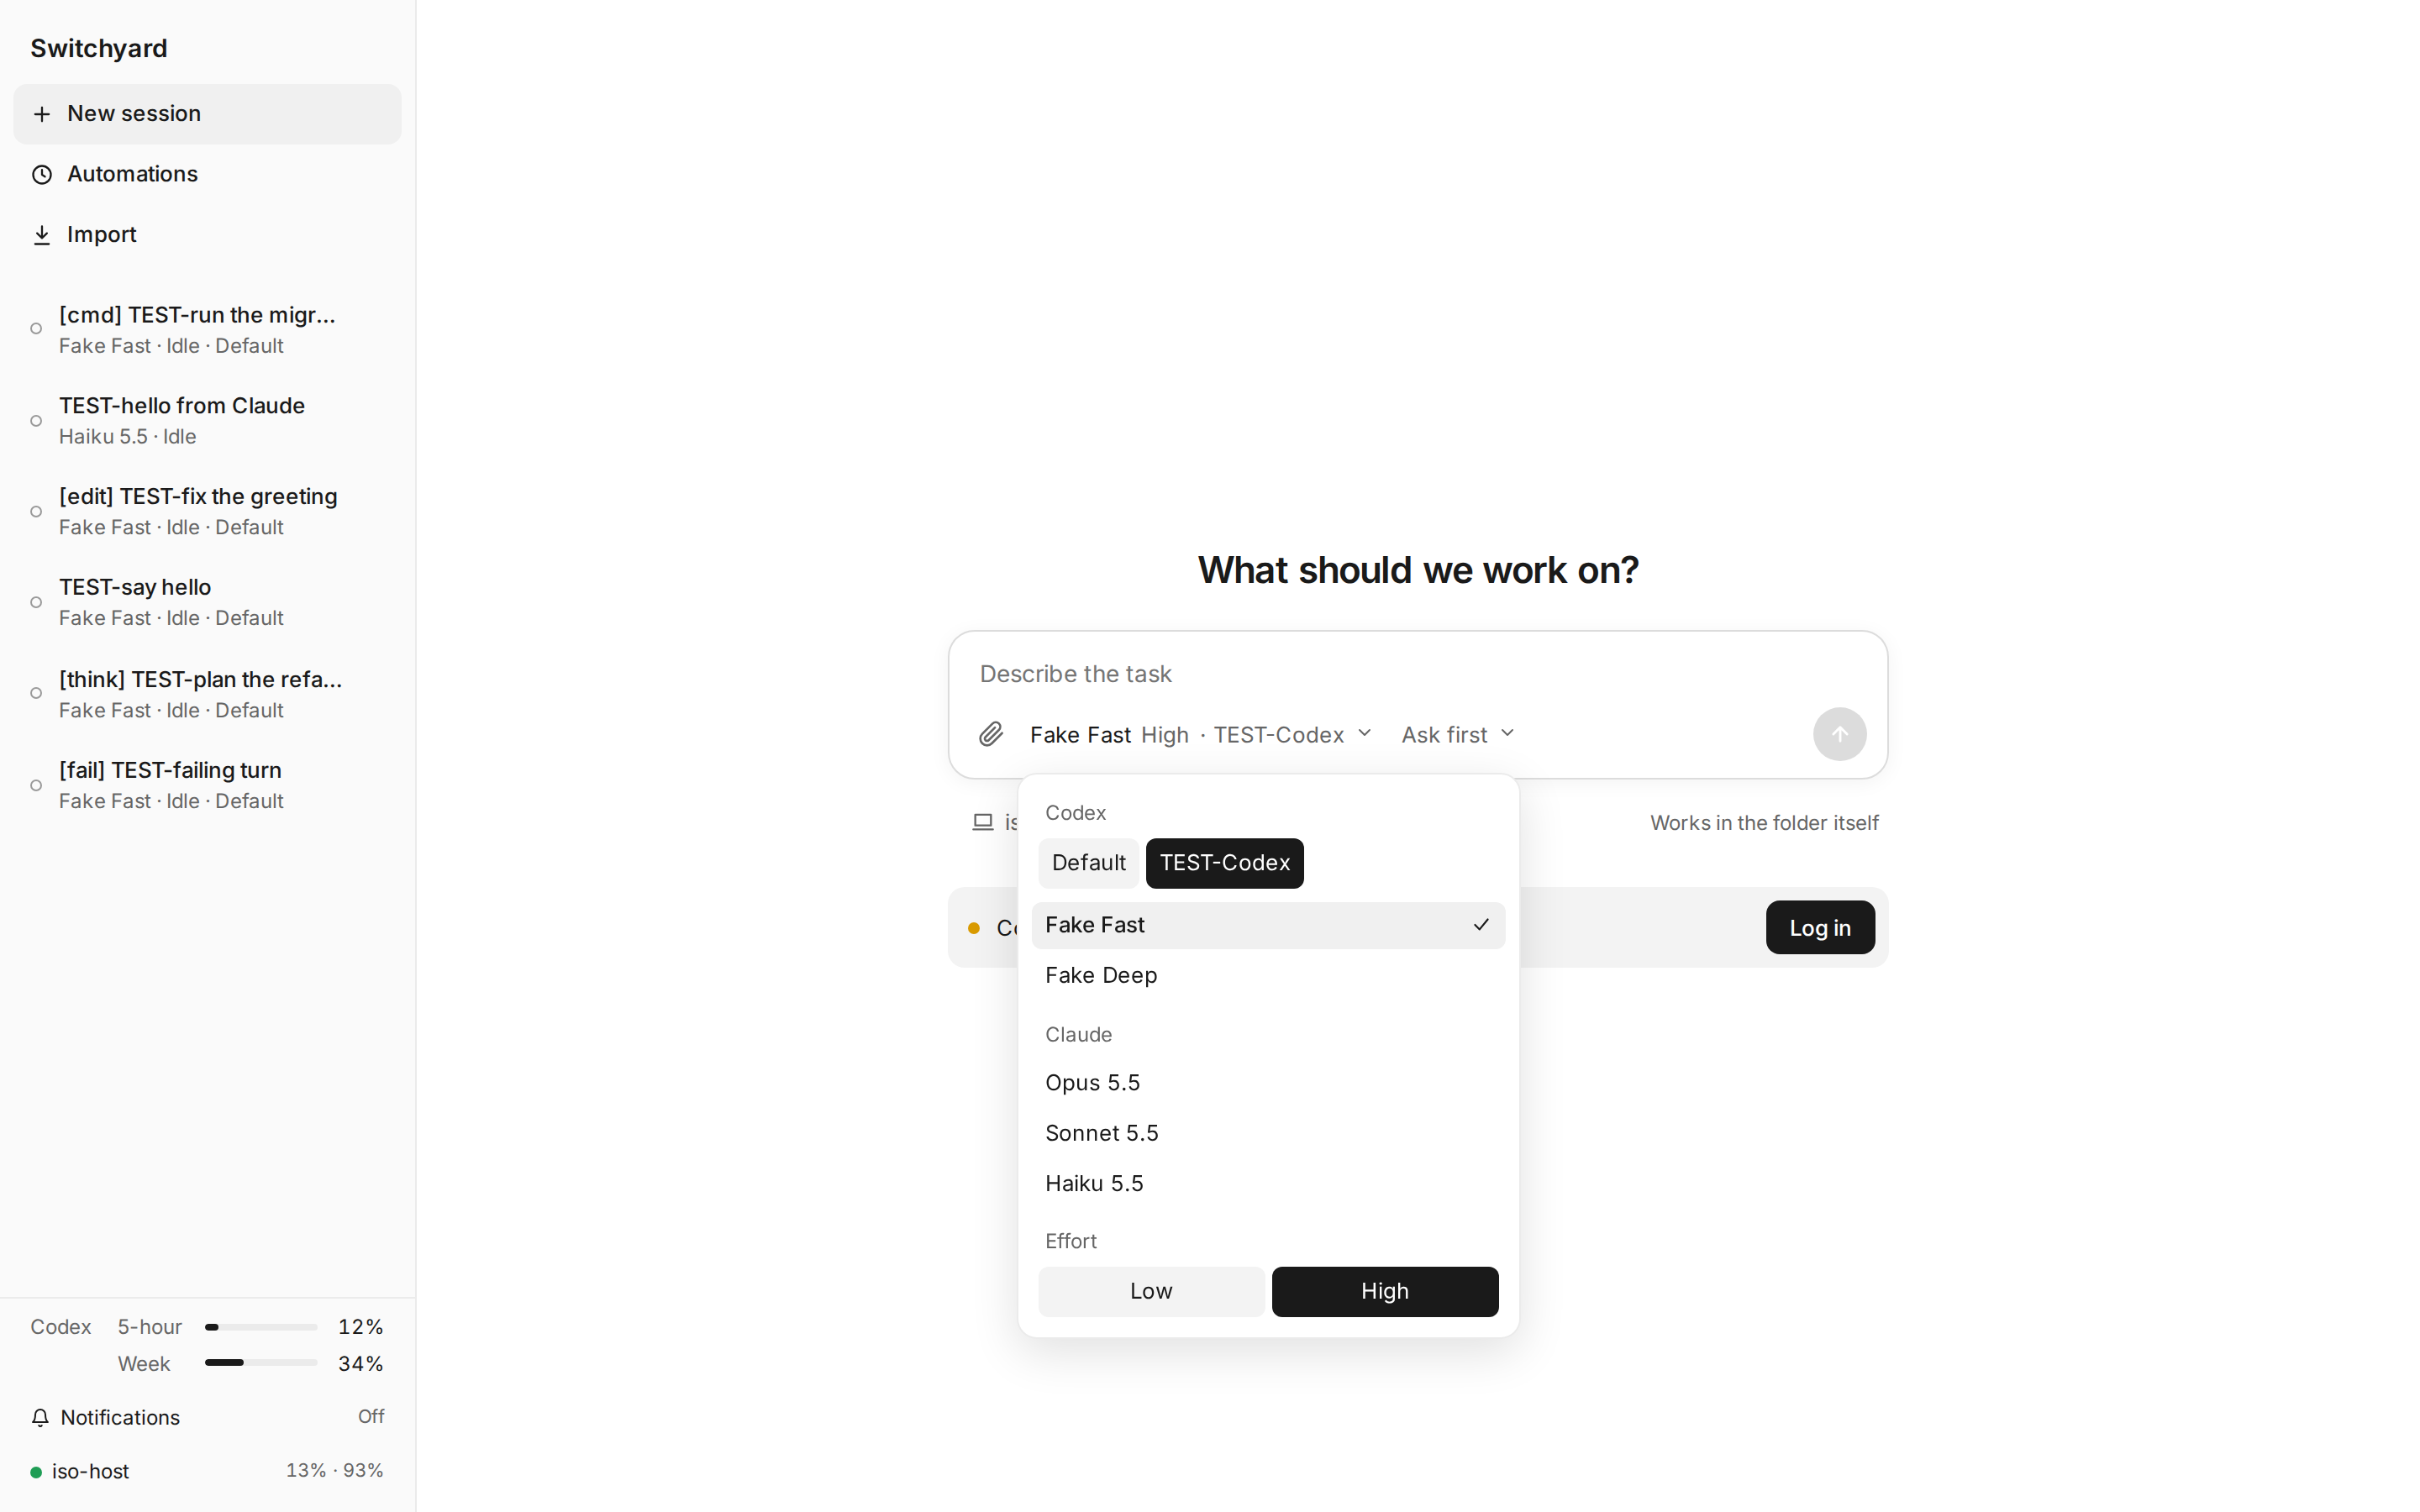 Switchyard
New session
Automations
Import
[cmd] TEST-run the migr...
Fake Fast · Idle · Default
TEST-hello from Claude
Haiku 5.5 · Idle
[edit] TEST-fix the greeting
Fake Fast · Idle · Default
TEST-say hello
Fake Fast · Idle · Default
[think] TEST-plan the refa...
Fake Fast · Idle · Default
[fail] TEST-failing turn
Fake Fast · Idle · Default
Codex 5-hour 12%
Week 34%
Notifications Off
iso-host 13% · 93%
What should we work on?
Describe the task
Fake Fast High · TEST-Codex Ask first
Works in the folder itself
Log in
Codex
Default TEST-Codex
Fake Fast
Fake Deep
Claude
Opus 5.5
Sonnet 5.5
Haiku 5.5
Effort
Low High